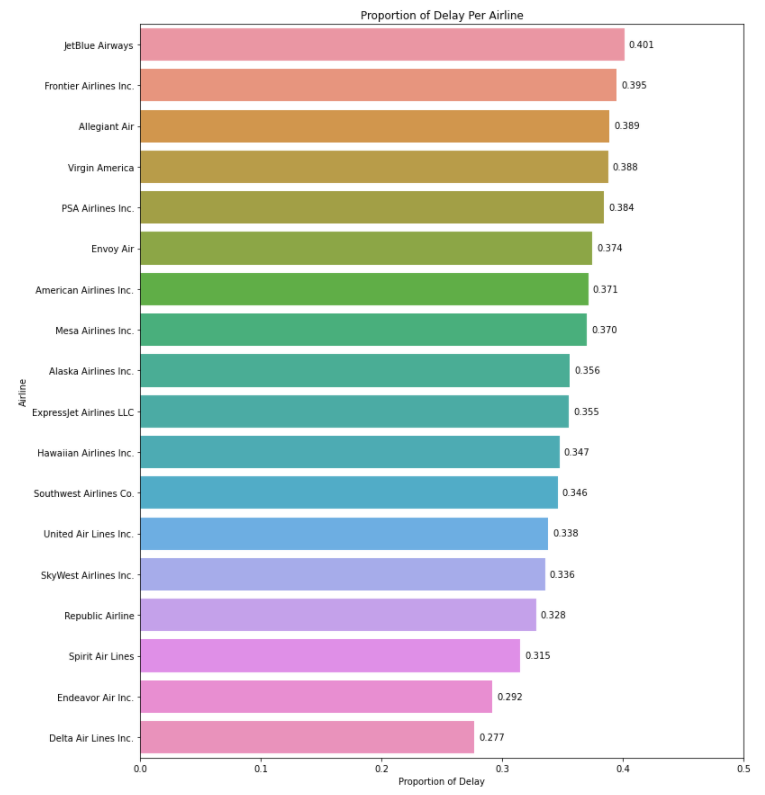 Proportion of Delay Per Airline
JetBlue Airways 0.401
Frontier Airlines Inc. 0.395
Allegiant Air 0.389
Virgin America 0.388
PSA Airlines Inc. 0.384
Envoy Air 0.374
American Airlines Inc. 0.371
Mesa Airlines Inc. 0.370
Alaska Airlines Inc. 0.356
Airline
ExpressJet Airlines LLC 0.355
Hawaiian Airlines Inc. 0.347
Southwest Airlines Co. 0.346
United Air Lines Inc. 0.338
SkyWest Airlines Inc. 0.336
Republic Airline 0.328
Spirit Air Lines 0.315
Endeavor Air Inc. 0.292
Delta Air Lines Inc. 0.277
0.0 0.1 0.2 0.3 0.4 0.5
Proportion of Delay